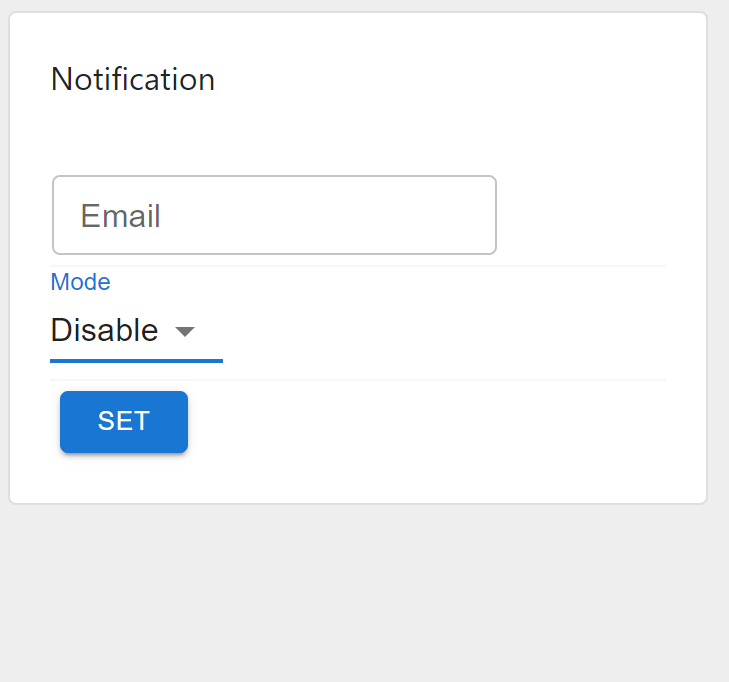 Notification
Email
Mode
Disable
SET